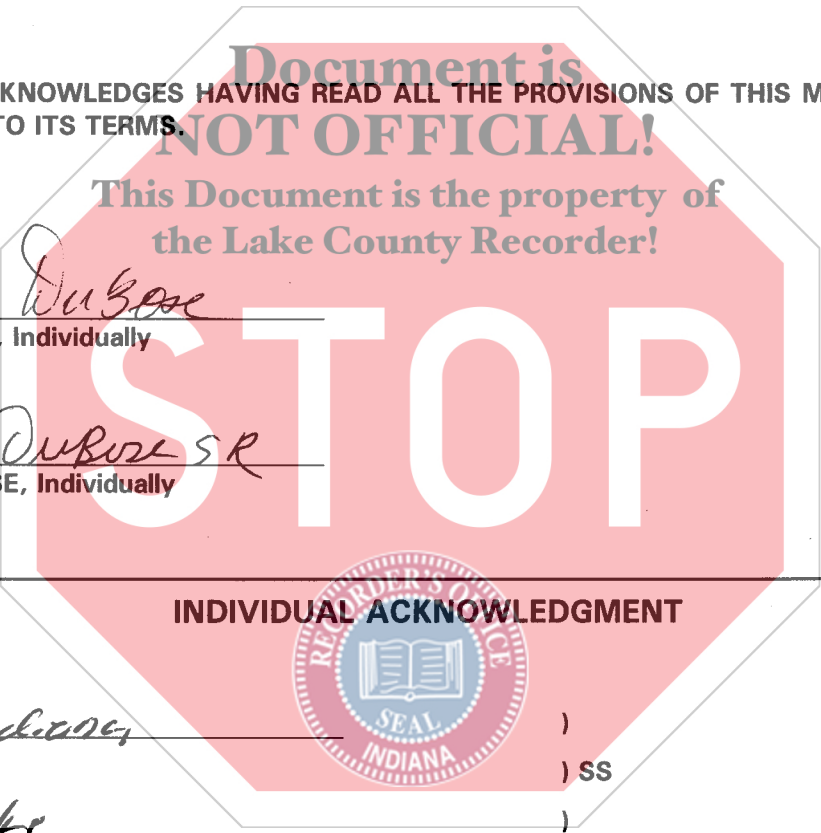 Document is
KNOWLEDGES HAVING READ ALL THE PROVISIONS OF THIS M
TO ITS TERMS.
NOT OFFICIAL!
This Document is the property of
the Lake County Recorder!
DuBose
, Individually
STOP
DuBose SR
SE, Individually
INDIVIDUAL ACKNOWLEDGMENT
RECORDER'S OFFICE
SEAL
INDIANA
)
) SS
)